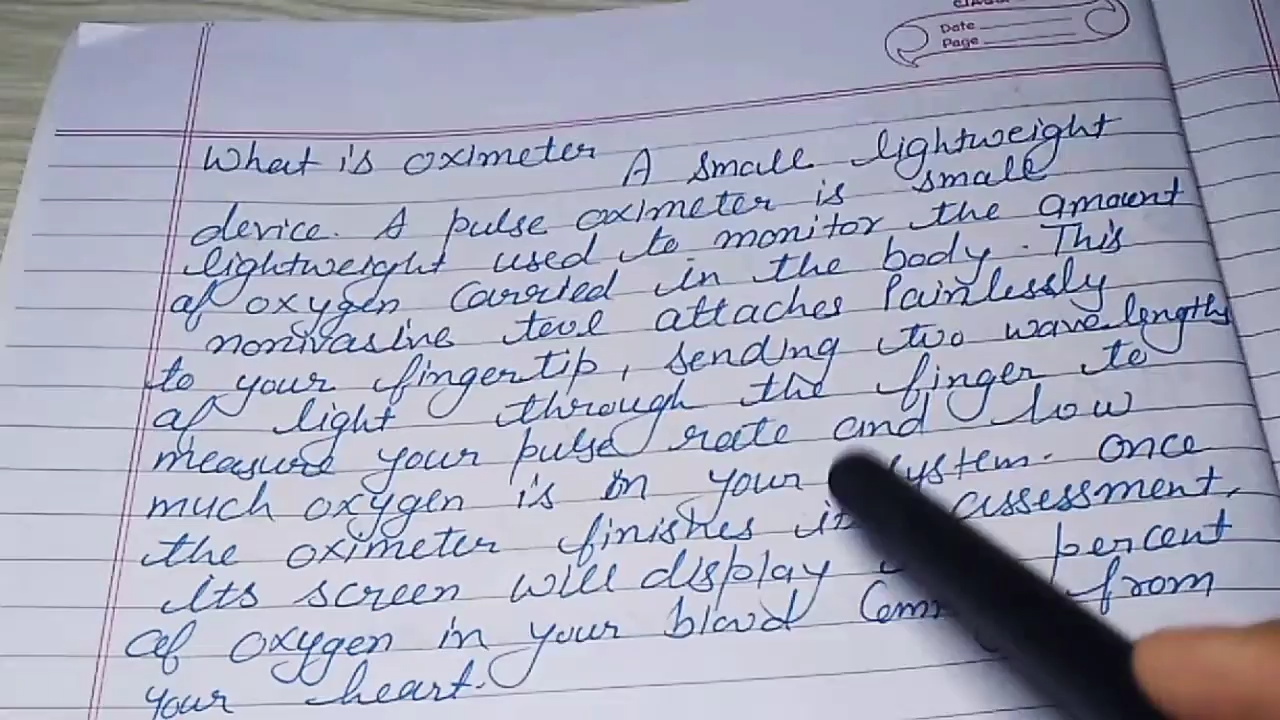 Date
Page
What is oximeter A small lightweight
device. A pulse oximeter is small
lightweight used to monitor the amount
of oxygen carried in the body. This
nonivasine tool attaches Painlessly
to your fingertip, sending two wavelengths
of light through the finger to
measure your pulse rate and how
much oxygen is in your system. once
the oximeter finishes its assessment,
its screen will display percent
of oxygen in your blood from
your heart.